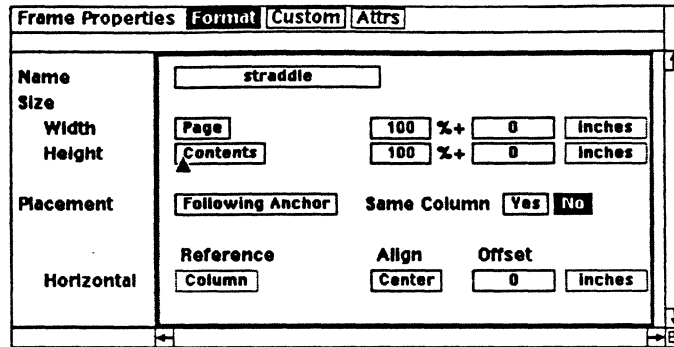 Frame Properties Format Custom Attrs
Name straddle
Size
Width Page 100 %+ 0 inches
Height Contents 100 %+ 0 inches
Placement Following Anchor Same Column Yes No
Reference Align Offset
Horizontal Column Center 0 inches